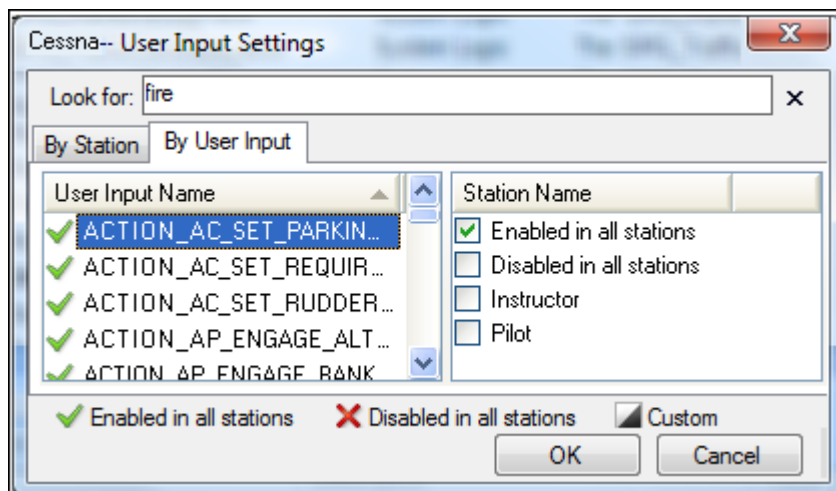 Cessna-- User Input Settings
Look for: fire
By Station By User Input
User Input Name
Station Name
ACTION_AC_SET_PARKIN...
Enabled in all stations
ACTION_AC_SET_REQUIR...
Disabled in all stations
ACTION_AC_SET_RUDDER...
Instructor
ACTION_AP_ENGAGE_ALT...
Pilot
ACTION_AP_ENGAGE_BANK
Enabled in all stations Disabled in all stations Custom
OK Cancel